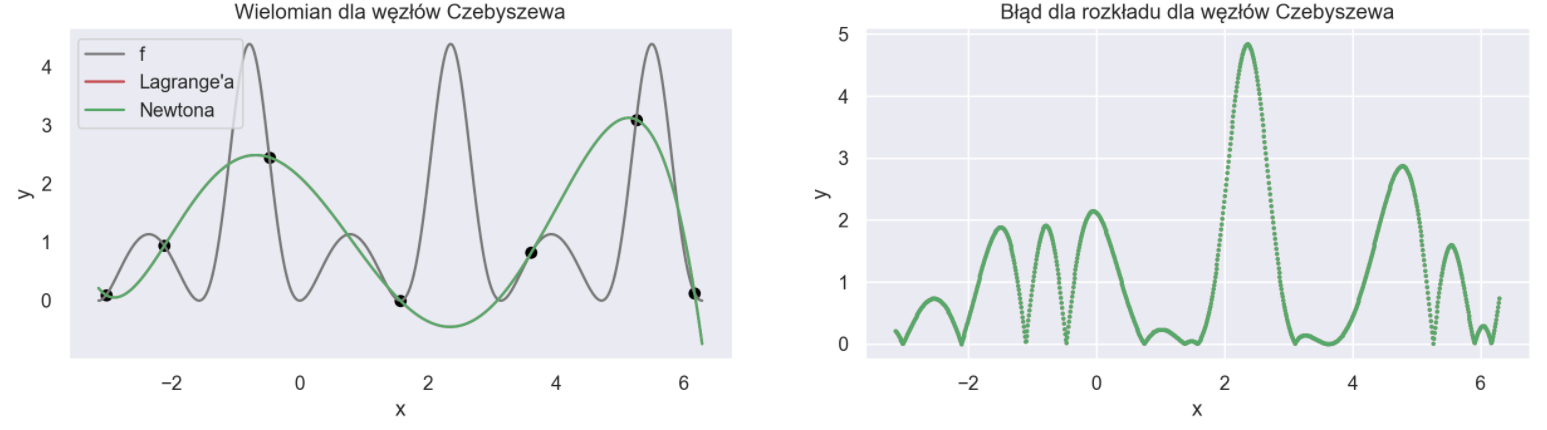 Wielomian dla węzłów Czebyszewa
f
Lagrange'a
Newtona
y
4
3
2
1
0
−2
0
2
4
6
x
Błąd dla rozkładu dla węzłów Czebyszewa
y
5
4
3
2
1
0
−2
0
2
4
6
x